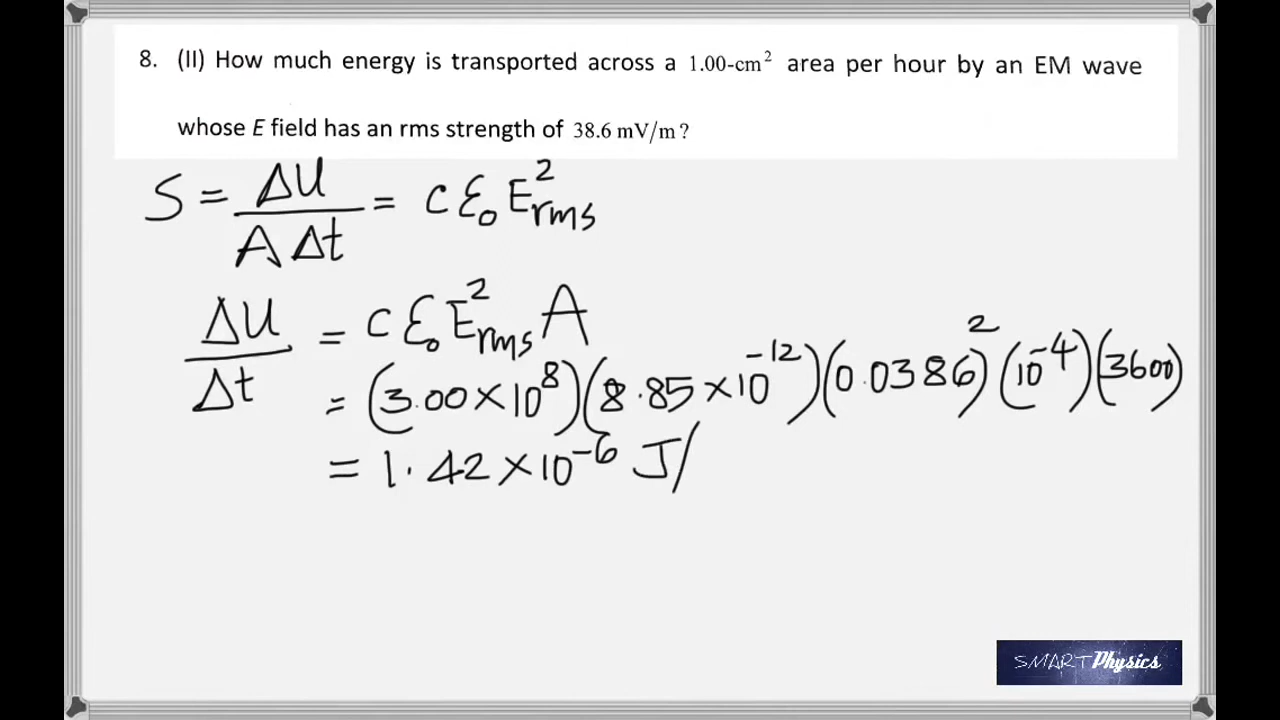 8. (II) How much energy is transported across a 1.00-cm² area per hour by an EM wave
whose E field has an rms strength of 38.6 mV/m?
S = ΔU / (A Δt) = cε₀E²rms
ΔU/Δt = cε₀E²rms A
= (3.00×10⁸)(8.85×10⁻¹²)(0.0386)²(10⁻⁴)(3600)
= 1.42×10⁻⁶ J/
SMART Physics